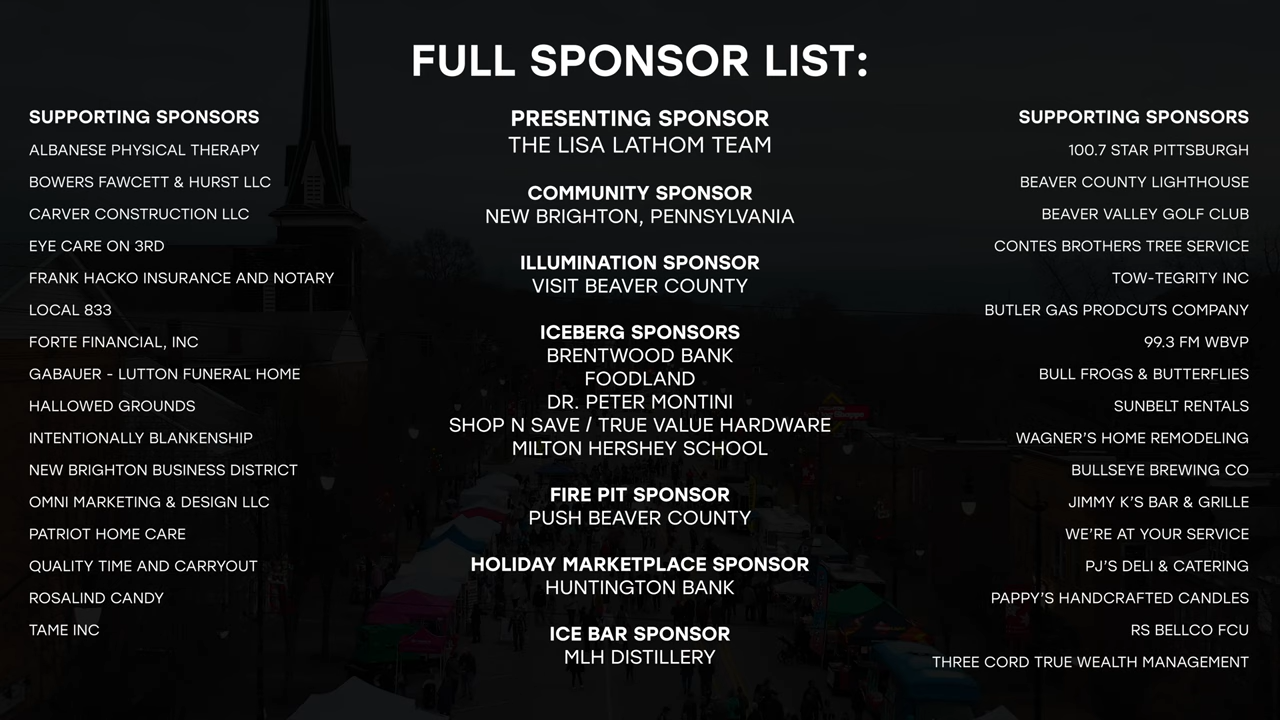 FULL SPONSOR LIST:
SUPPORTING SPONSORS
ALBANESE PHYSICAL THERAPY
BOWERS FAWCETT & HURST LLC
CARVER CONSTRUCTION LLC
EYE CARE ON 3RD
FRANK HACKO INSURANCE AND NOTARY
LOCAL 833
FORTE FINANCIAL, INC
GABAUER - LUTTON FUNERAL HOME
HALLOWED GROUNDS
INTENTIONALLY BLANKENSHIP
NEW BRIGHTON BUSINESS DISTRICT
OMNI MARKETING & DESIGN LLC
PATRIOT HOME CARE
QUALITY TIME AND CARRYOUT
ROSALIND CANDY
TAME INC
PRESENTING SPONSOR
THE LISA LATHOM TEAM
COMMUNITY SPONSOR
NEW BRIGHTON, PENNSYLVANIA
ILLUMINATION SPONSOR
VISIT BEAVER COUNTY
ICEBERG SPONSORS
BRENTWOOD BANK
FOODLAND
DR. PETER MONTINI
SHOP N SAVE / TRUE VALUE HARDWARE
MILTON HERSHEY SCHOOL
FIRE PIT SPONSOR
PUSH BEAVER COUNTY
HOLIDAY MARKETPLACE SPONSOR
HUNTINGTON BANK
ICE BAR SPONSOR
MLH DISTILLERY
SUPPORTING SPONSORS
100.7 STAR PITTSBURGH
BEAVER COUNTY LIGHTHOUSE
BEAVER VALLEY GOLF CLUB
CONTES BROTHERS TREE SERVICE
TOW-TEGRITY INC
BUTLER GAS PRODCUTS COMPANY
99.3 FM WBVP
BULL FROGS & BUTTERFLIES
SUNBELT RENTALS
WAGNER'S HOME REMODELING
BULLSEYE BREWING CO
JIMMY K'S BAR & GRILLE
WE'RE AT YOUR SERVICE
PJ'S DELI & CATERING
PAPPY'S HANDCRAFTED CANDLES
RS BELLCO FCU
THREE CORD TRUE WEALTH MANAGEMENT